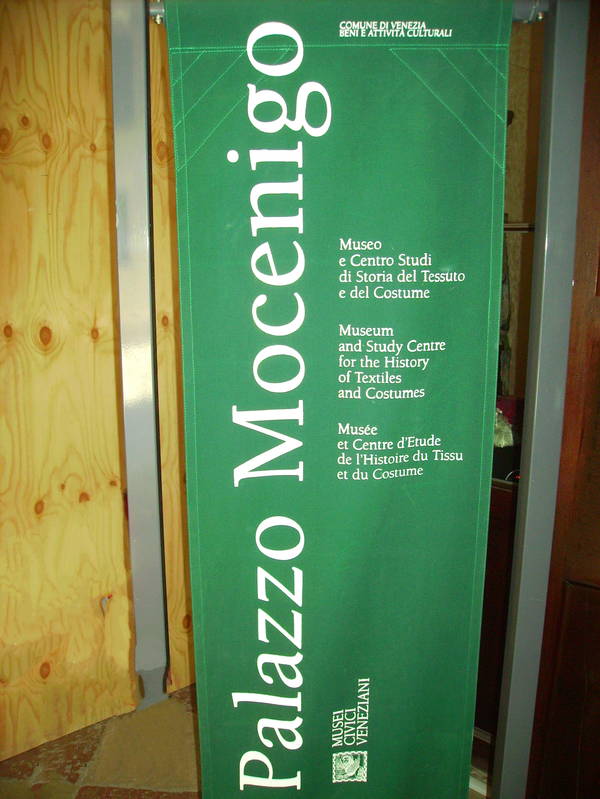 COMUNE DI VENEZIA
BENI E ATTIVITÀ CULTURALI
Palazzo Mocenigo
Museo
e Centro Studi
di Storia del Tessuto
e del Costume
Museum
and Study Centre
for the History
of Textiles
and Costumes
Musée
et Centre d'Etude
de l'Histoire du Tissu
et du Costume
MUSEI
CIVICI
VENEZIANI